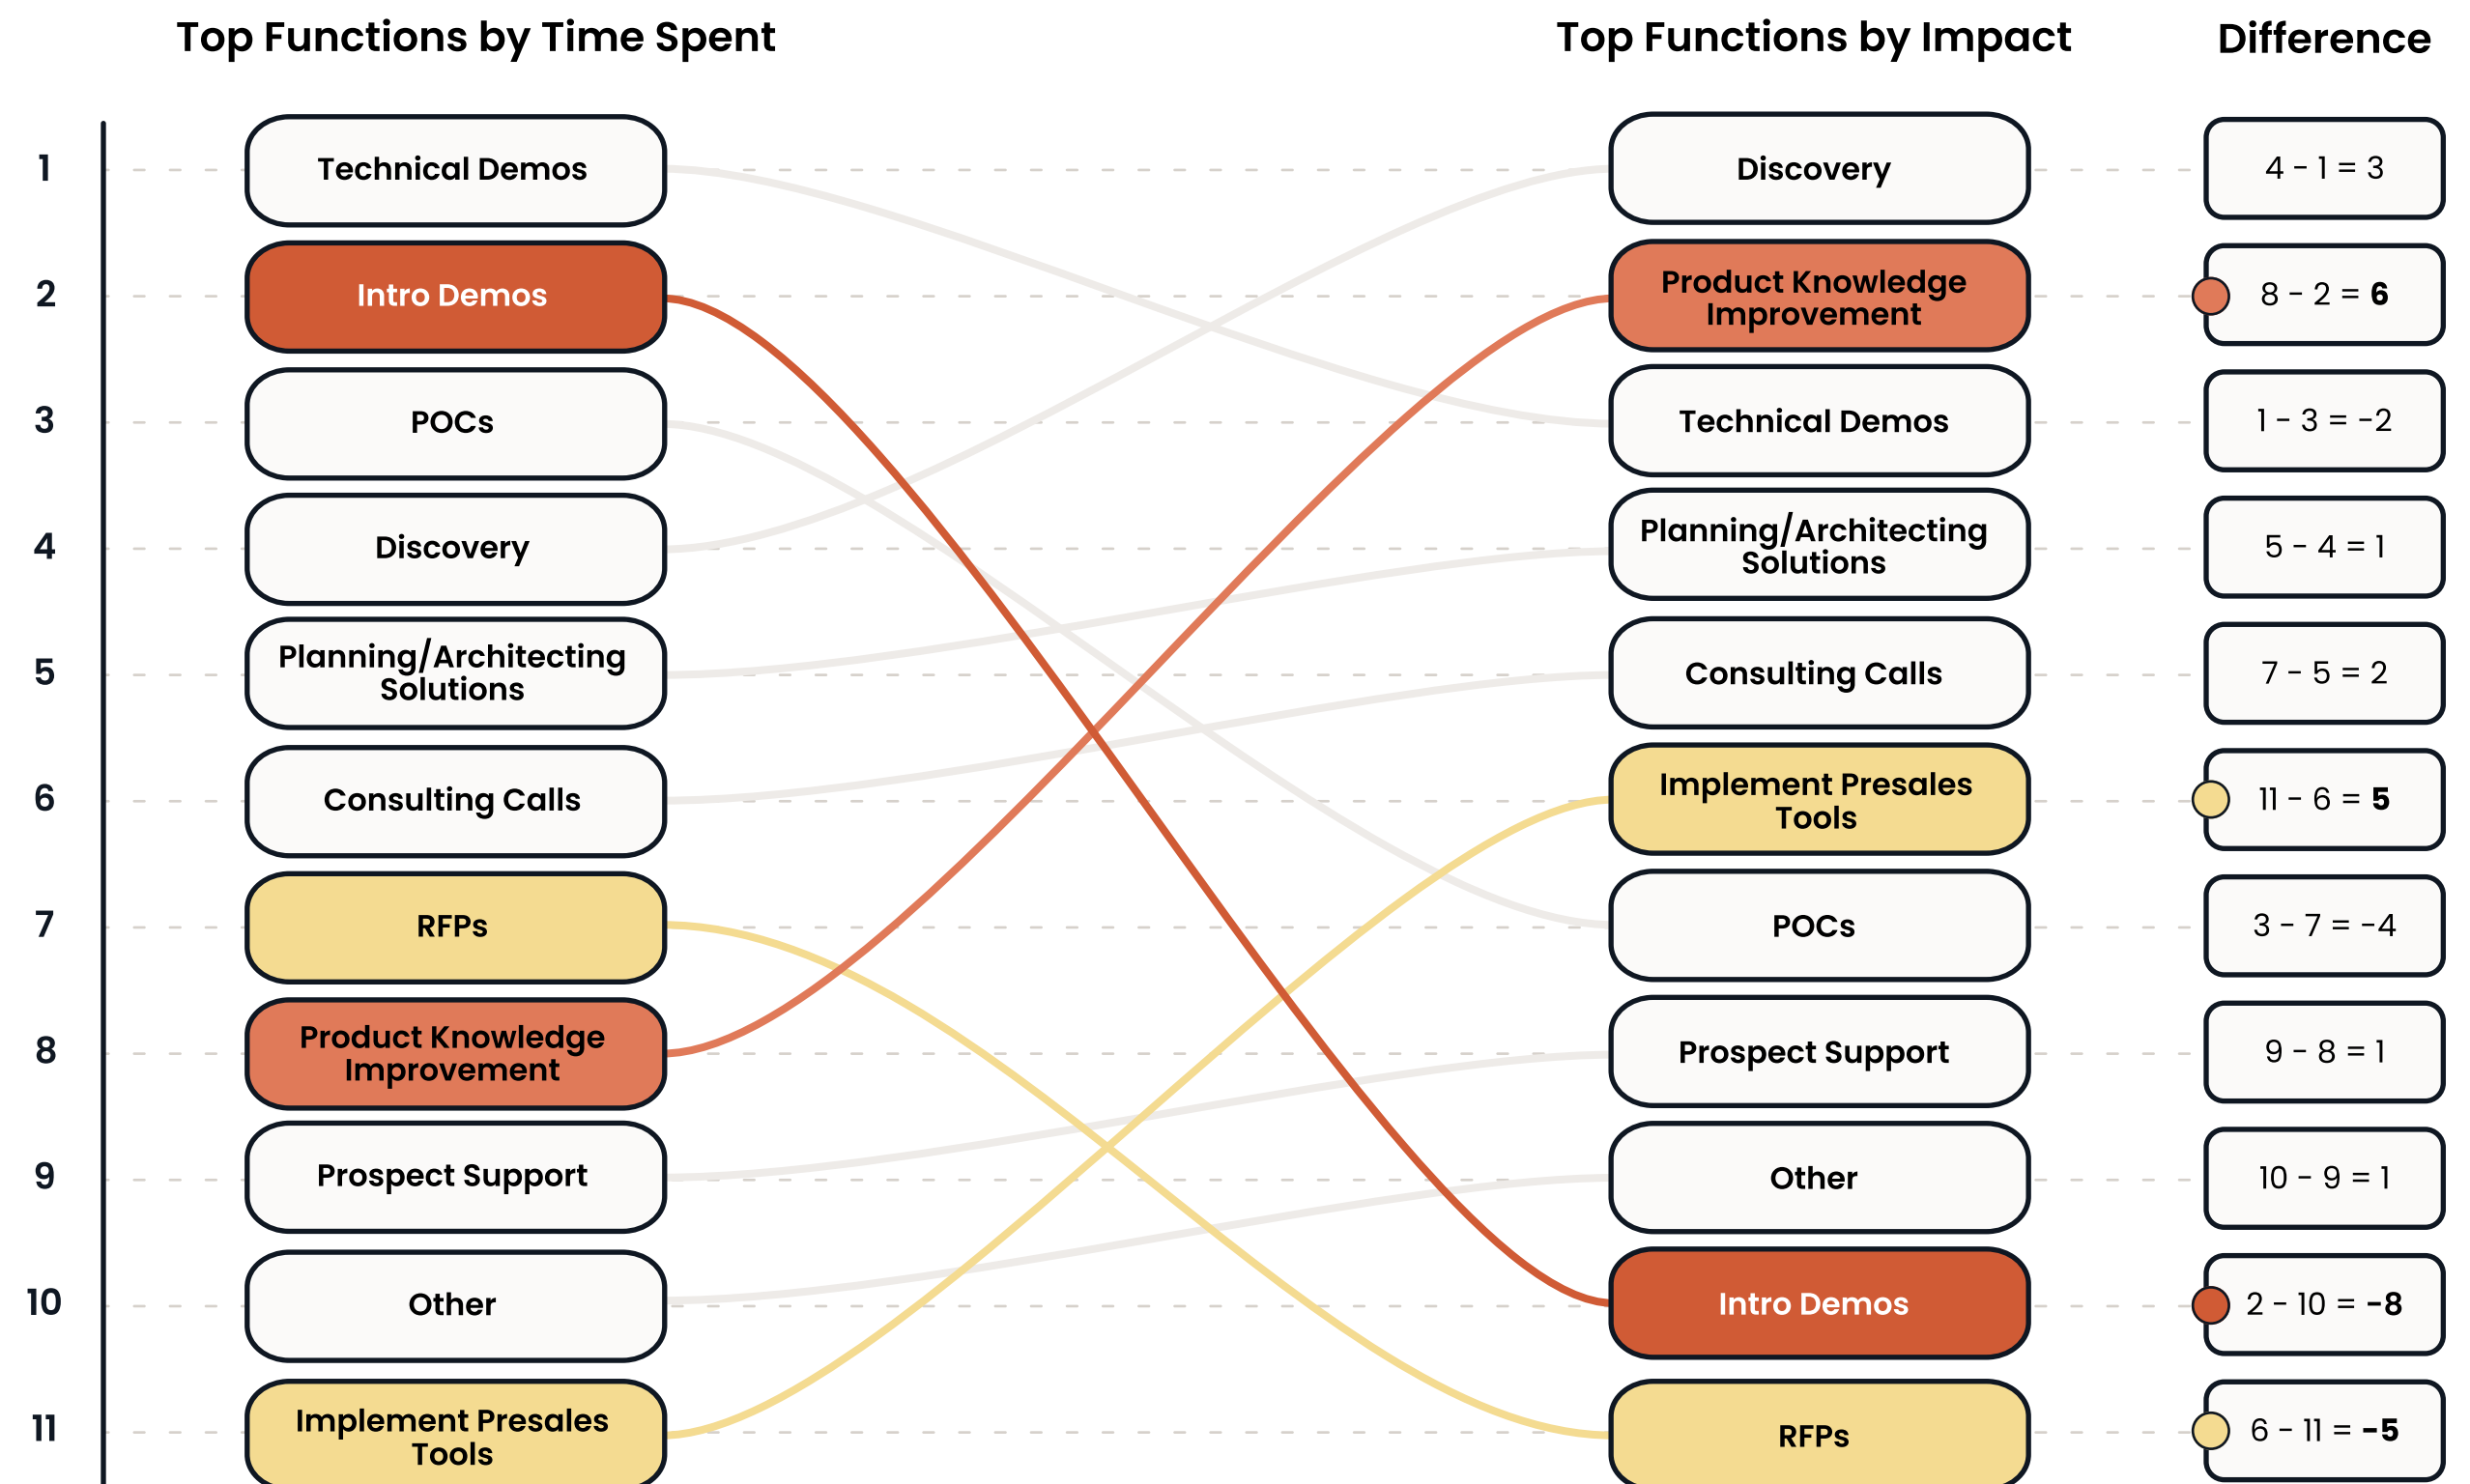 Top Functions by Time Spent
Top Functions by Impact
Difference
1
Technical Demos
Discovery
4 - 1 = 3
2
Intro Demos
Product Knowledge
Improvement
8 - 2 = 6
3
POCs
Technical Demos
1 - 3 = -2
4
Discovery
Planning/Architecting
Solutions
5 - 4 = 1
5
Planning/Architecting
Solutions
Consulting Calls
7 - 5 = 2
6
Consulting Calls
Implement Presales
Tools
11 - 6 = 5
7
RFPs
POCs
3 - 7 = -4
8
Product Knowledge
Improvement
Prospect Support
9 - 8 = 1
9
Prospect Support
Other
10 - 9 = 1
10
Other
Intro Demos
2 - 10 = -8
11
Implement Presales
Tools
RFPs
6 - 11 = -5